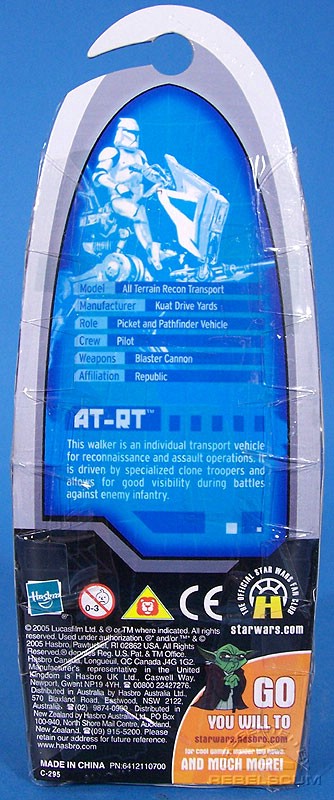 Model All Terrain Recon Transport
Manufacturer Kuat Drive Yards
Role Picket and Pathfinder Vehicle
Crew Pilot
Weapons Blaster Cannon
Affiliation Republic
AT-RT™
This walker is an individual transport vehicle
for reconnaissance and assault operations. It
is driven by specialized clone troopers and
allows for good visibility during battles
against enemy infantry.
Hasbro
0-3
CE
THE OFFICIAL STAR WARS FAN CLUB
starwars.com
© 2005 Lucasfilm Ltd. & ® or TM where indicated. All rights
reserved. Used under authorization. ®* and/or ™* & ©
2005 Hasbro, Pawtucket, RI 02862 USA. All Rights
Reserved. ® denotes Reg. U.S. Pat. & TM Office.
Hasbro Canada, Longueuil, QC Canada J4G 1G2.
Manufacturer's representative in the United
Kingdom is Hasbro UK Ltd., Caswell Way,
Newport, Gwent NP19 4YH ☎ 00800 22427276.
Distributed in Australia by Hasbro Australia Ltd.,
570 Blaxland Road, Eastwood, NSW 2122,
Australia. ☎ (02) 9874-0999. Distributed in
New Zealand by Hasbro Australia Ltd., PO Box
100-940, North Shore Mail Centre, Auckland,
New Zealand. ☎ (09) 915-5200. Please
retain our address for future reference.
www.hasbro.com
MADE IN CHINA PN:6412110700
C-295
GO
YOU WILL TO
starwars.hasbro.com
for cool
AND MUCH MORE!
REBELSCUM